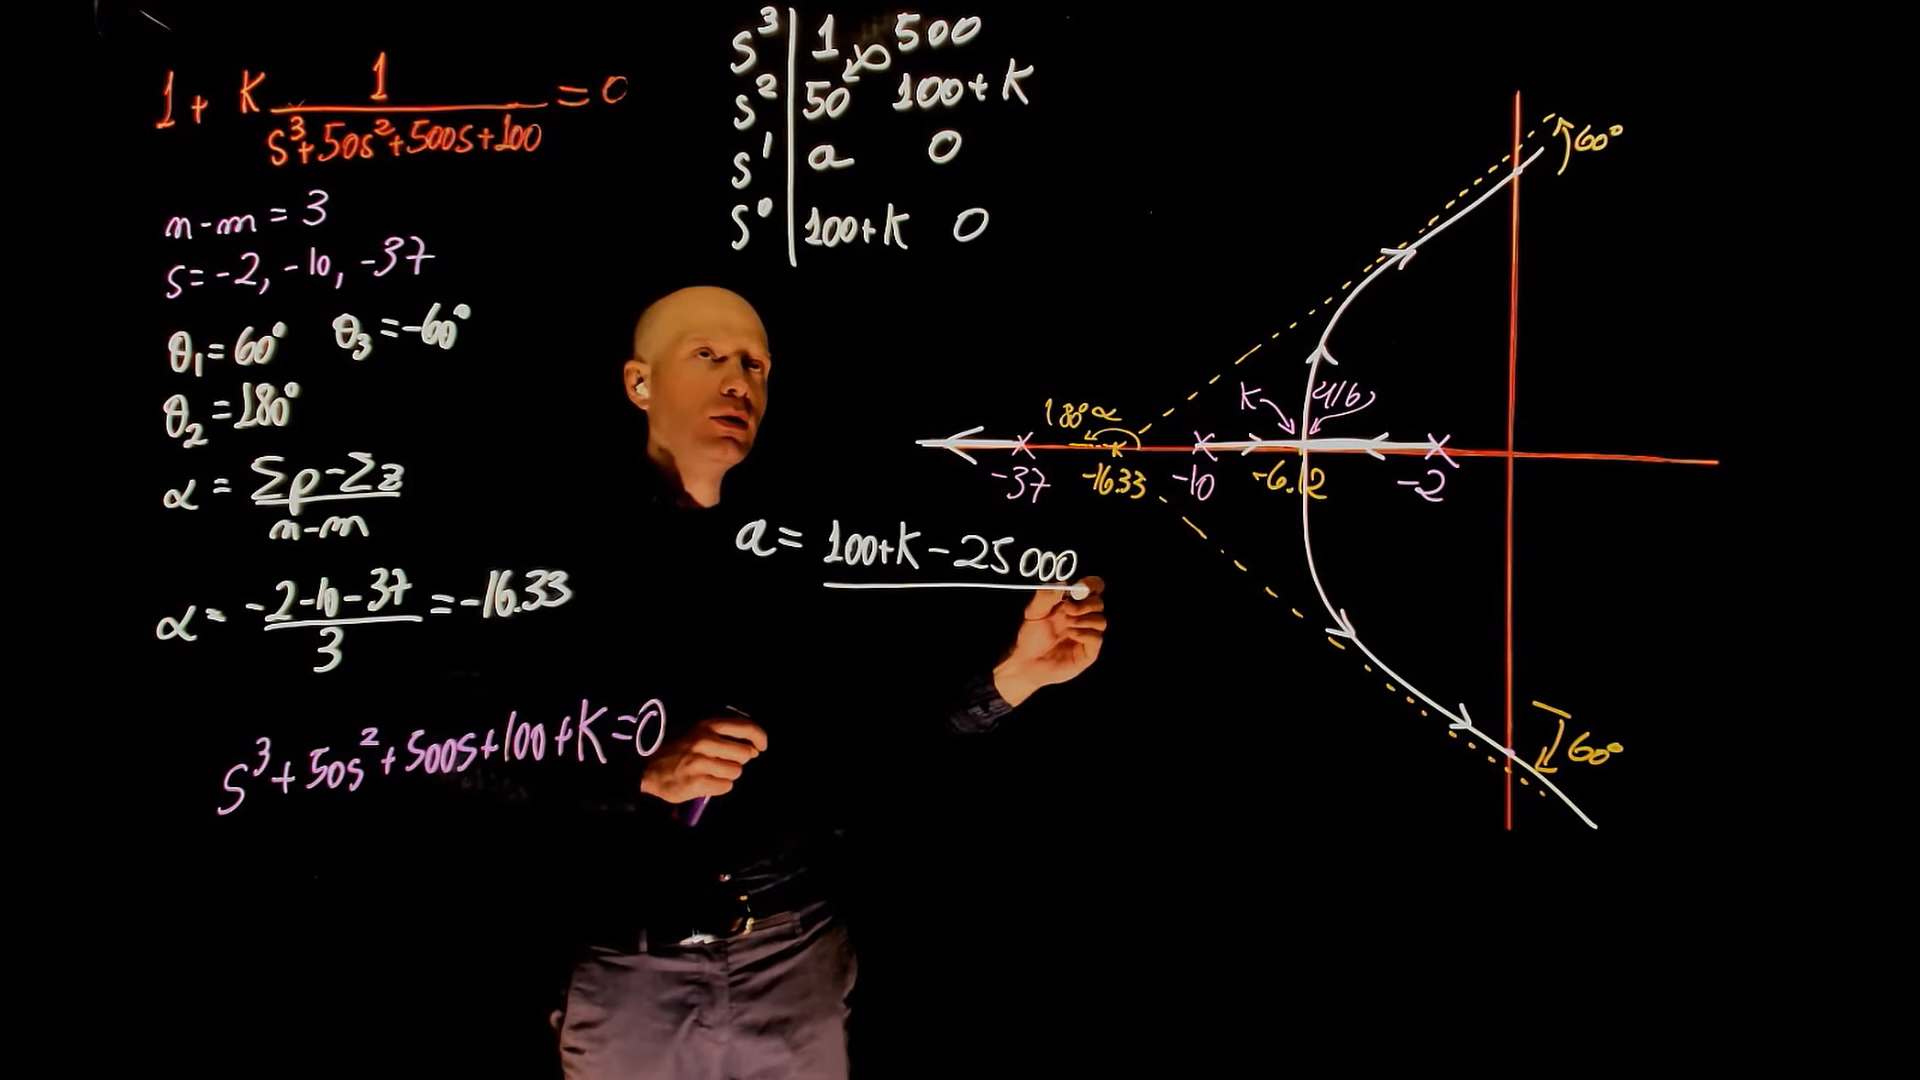 1 + K 1/(s³+50s²+500s+100) = 0
n-m = 3
s=-2, -10, -37
θ₁=60° θ₃=-60°
θ₂=180°
α = (Σp-Σz)/(n-m)
α = (-2-10-37)/3 = -16.33
s³+50s²+500s+100+K=0
s³ | 1 500
s² | 50 100+K
s¹ | a 0
s⁰ | 100+K 0
a = 100+K-25000
60°
K
180° α
-37 -16.33 -10 -6.12 -2
60°